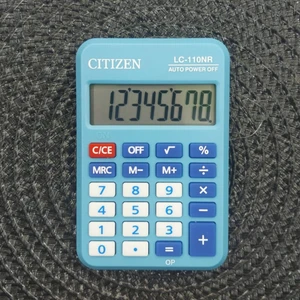 CITIZEN LC-110NR
AUTO POWER OFF
12345678
C/CE OFF √ %
MRC M- M+ ÷
7 8 9 ×
4 5 6 −
1 2 3 +
0 • =
OP